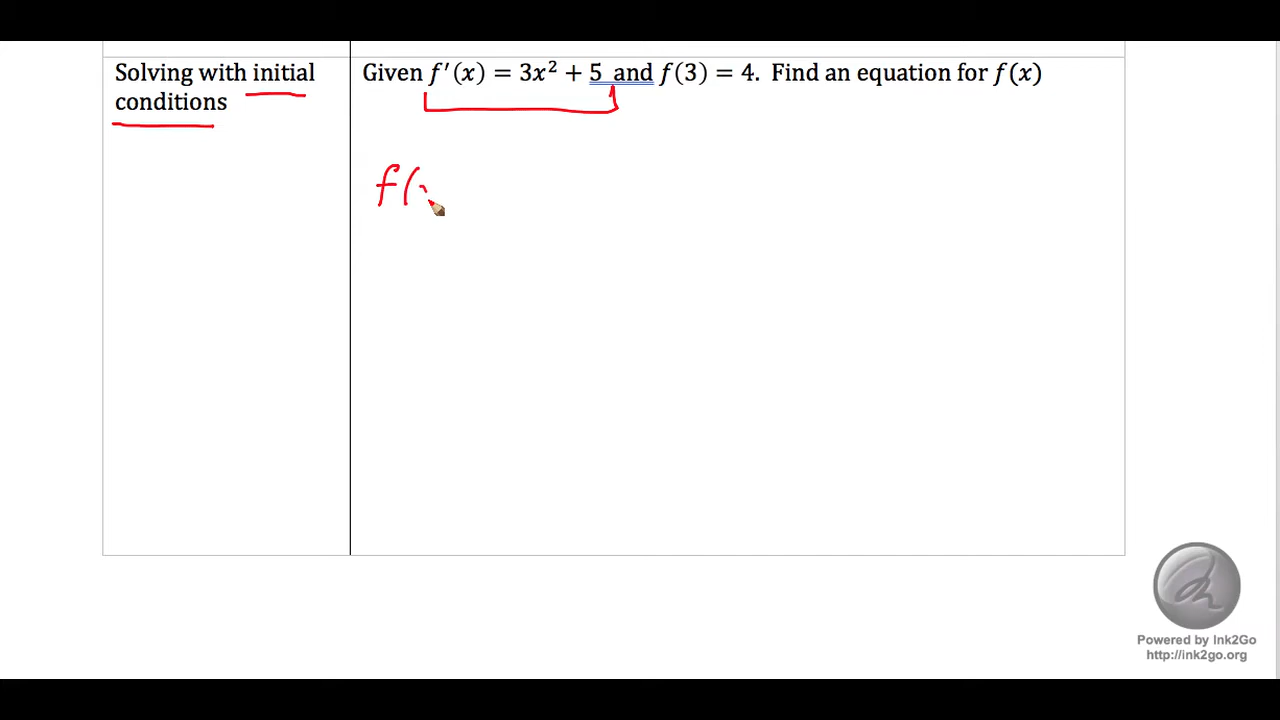 Solving with initial
conditions
Given f′(x) = 3x² + 5 and f(3) = 4. Find an equation for f(x)
f(
Powered by Ink2Go
http://ink2go.org